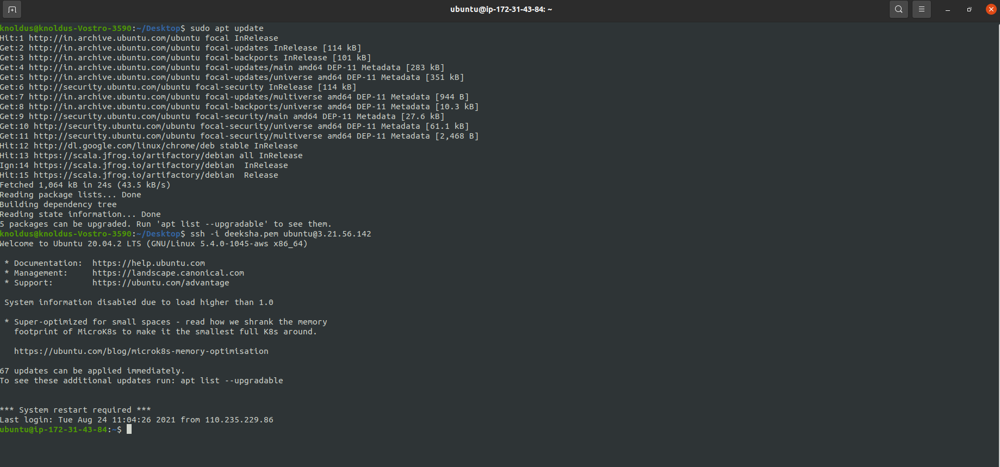 ubuntu@ip-172-31-43-84: ~
knoldus@knoldus-Vostro-3590:~/Desktop$ sudo apt update
Hit:1 http://in.archive.ubuntu.com/ubuntu focal InRelease
Get:2 http://in.archive.ubuntu.com/ubuntu focal-updates InRelease [114 kB]
Get:3 http://in.archive.ubuntu.com/ubuntu focal-backports InRelease [101 kB]
Get:4 http://in.archive.ubuntu.com/ubuntu focal-updates/main amd64 DEP-11 Metadata [283 kB]
Get:5 http://in.archive.ubuntu.com/ubuntu focal-updates/universe amd64 DEP-11 Metadata [351 kB]
Get:6 http://security.ubuntu.com/ubuntu focal-security InRelease [114 kB]
Get:7 http://in.archive.ubuntu.com/ubuntu focal-updates/multiverse amd64 DEP-11 Metadata [944 B]
Get:8 http://in.archive.ubuntu.com/ubuntu focal-backports/universe amd64 DEP-11 Metadata [10.3 kB]
Get:9 http://security.ubuntu.com/ubuntu focal-security/main amd64 DEP-11 Metadata [27.6 kB]
Get:10 http://security.ubuntu.com/ubuntu focal-security/universe amd64 DEP-11 Metadata [61.1 kB]
Get:11 http://security.ubuntu.com/ubuntu focal-security/multiverse amd64 DEP-11 Metadata [2,468 B]
Hit:12 http://dl.google.com/linux/chrome/deb stable InRelease
Hit:13 https://scala.jfrog.io/artifactory/debian all InRelease
Ign:14 https://scala.jfrog.io/artifactory/debian  InRelease
Hit:15 https://scala.jfrog.io/artifactory/debian  Release
Fetched 1,064 kB in 24s (43.5 kB/s)
Reading package lists... Done
Building dependency tree
Reading state information... Done
5 packages can be upgraded. Run 'apt list --upgradable' to see them.
knoldus@knoldus-Vostro-3590:~/Desktop$ ssh -i deeksha.pem ubuntu@3.21.56.142
Welcome to Ubuntu 20.04.2 LTS (GNU/Linux 5.4.0-1045-aws x86_64)
* Documentation:  https://help.ubuntu.com
* Management:     https://landscape.canonical.com
* Support:        https://ubuntu.com/advantage
System information disabled due to load higher than 1.0
* Super-optimized for small spaces - read how we shrank the memory
footprint of MicroK8s to make it the smallest full K8s around.
https://ubuntu.com/blog/microk8s-memory-optimisation
67 updates can be applied immediately.
To see these additional updates run: apt list --upgradable
*** System restart required ***
Last login: Tue Aug 24 11:04:26 2021 from 110.235.229.86
ubuntu@ip-172-31-43-84:~$